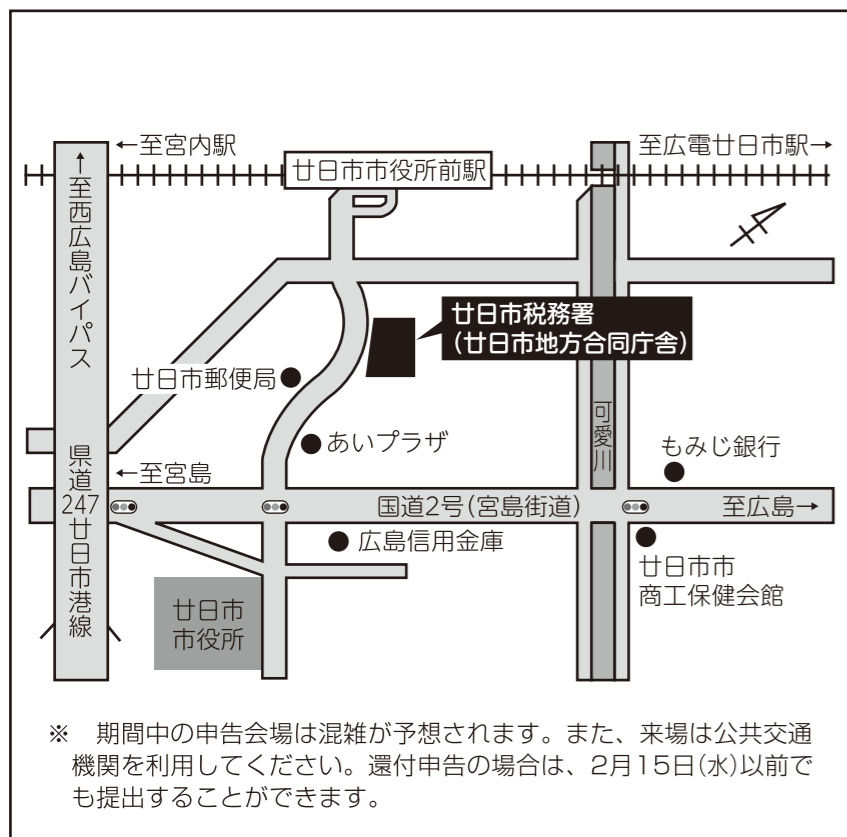 ←至宮内駅
至広電廿日市駅→
廿日市市役所前駅
←至西広島バイパス
廿日市税務署
（廿日市地方合同庁舎）
廿日市郵便局
可愛川
あいプラザ
もみじ銀行
県道247廿日市港線
←至宮島
国道2号（宮島街道）
至広島→
広島信用金庫
廿日市市
商工保健会館
廿日市
市役所
※　期間中の申告会場は混雑が予想されます。また、来場は公共交通
機関を利用してください。還付申告の場合は、2月15日（水）以前で
も提出することができます。